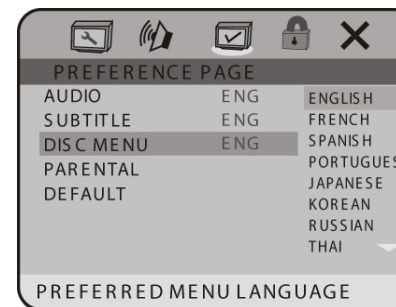 PREFERENCE PAGE
AUDIO ENG
SUBTITLE ENG
DISC MENU ENG
PARENTAL
DEFAULT
ENGLISH
FRENCH
SPANISH
PORTUGUES
JAPANESE
KOREAN
RUSSIAN
THAI
PREFERRED MENU LANGUAGE